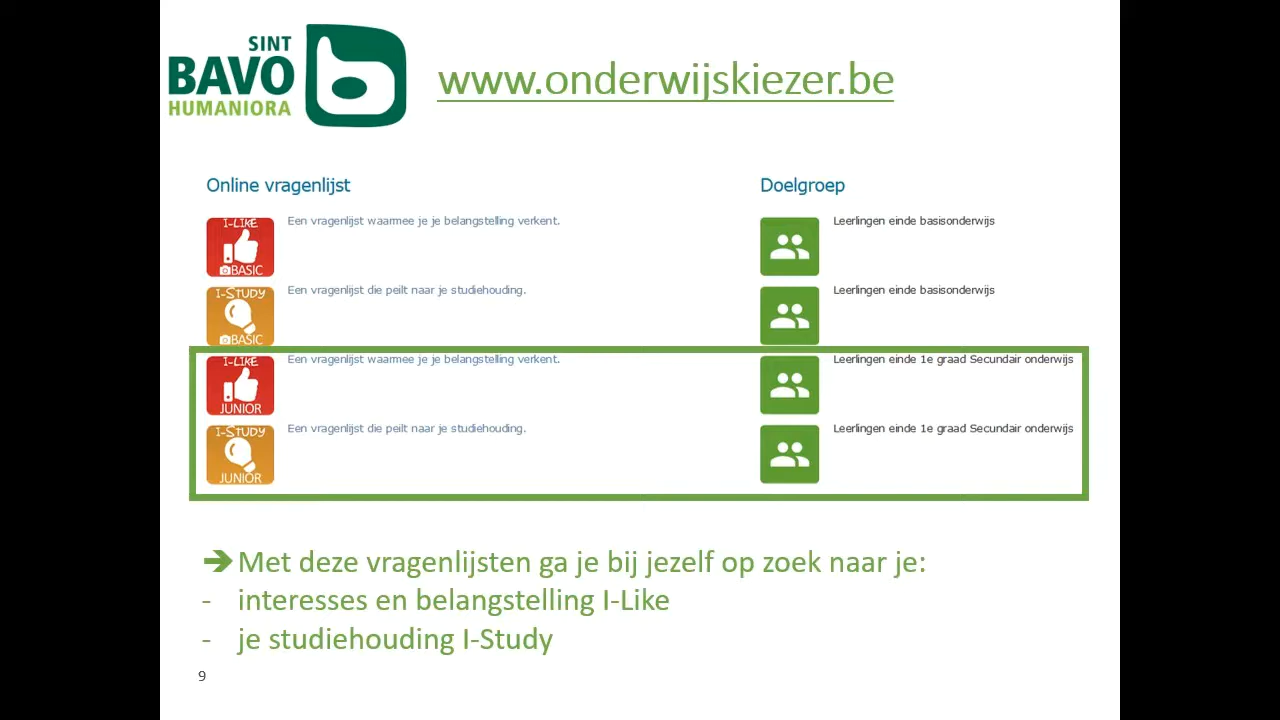 SINT
BAVO
HUMANIORA
www.onderwijskiezer.be
Online vragenlijst
Doelgroep
I-LIKE
BASIC
Een vragenlijst waarmee je je belangstelling verkent.
Leerlingen einde basisonderwijs
I-STUDY
BASIC
Een vragenlijst die peilt naar je studiehouding.
Leerlingen einde basisonderwijs
I-LIKE
JUNIOR
Een vragenlijst waarmee je je belangstelling verkent.
Leerlingen einde 1e graad Secundair onderwijs
I-STUDY
JUNIOR
Een vragenlijst die peilt naar je studiehouding.
Leerlingen einde 1e graad Secundair onderwijs
➔ Met deze vragenlijsten ga je bij jezelf op zoek naar je:
- interesses en belangstelling I-Like
- je studiehouding I-Study
9